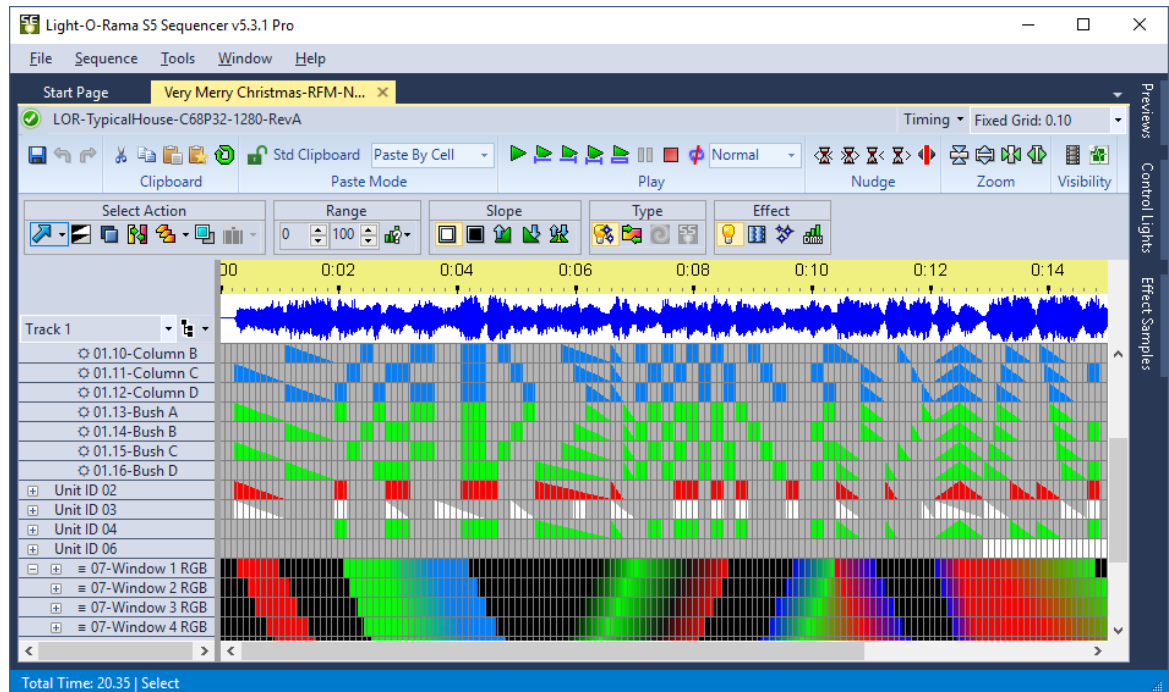 Light-O-Rama S5 Sequencer v5.3.1 Pro
File Sequence Tools Window Help
Start Page Very Merry Christmas-RFM-N...
LOR-TypicalHouse-C68P32-1280-RevA Timing Fixed Grid: 0.10
Std Clipboard Paste By Cell Normal
Clipboard Paste Mode Play Nudge Zoom Visibility
Select Action Range Slope Type Effect
0 100
00 0:02 0:04 0:06 0:08 0:10 0:12 0:14
Track 1
01.10-Column B
01.11-Column C
01.12-Column D
01.13-Bush A
01.14-Bush B
01.15-Bush C
01.16-Bush D
Unit ID 02
Unit ID 03
Unit ID 04
Unit ID 06
07-Window 1 RGB
07-Window 2 RGB
07-Window 3 RGB
07-Window 4 RGB
Total Time: 20.35 | Select
Previews
Control Lights
Effect Samples